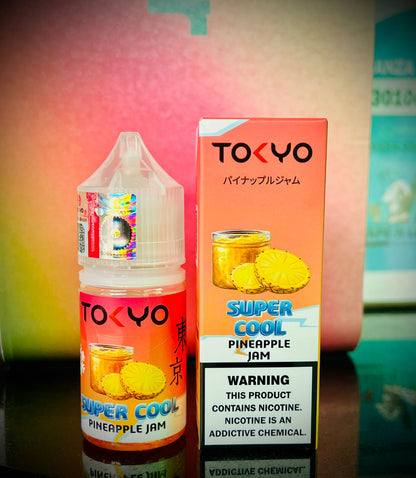 TOKYO
パイナップルジャム
SUPER
COOL
PINEAPPLE
JAM
WARNING
THIS PRODUCT
CONTAINS NICOTINE.
NICOTINE IS AN
ADDICTIVE CHEMICAL.
TOKYO
東京
SUPER COOL
PINEAPPLE JAM
3010